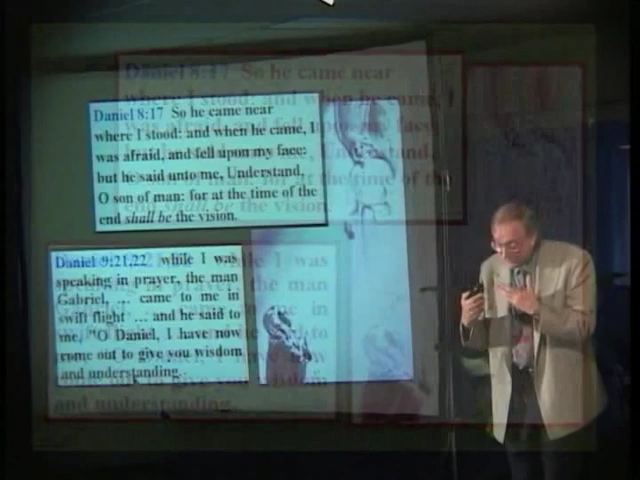 Daniel 8:17 So he came near
where I stood: and when he came, I
was afraid, and fell upon my face:
but he said unto me, Understand,
O son of man: for at the time of the
end shall be the vision.
Daniel 9:21,22 while I was
speaking in prayer, the man
Gabriel, ... came to me in
swift flight ... and he said to
me, "O Daniel, I have now
come out to give you wisdom
and understanding.